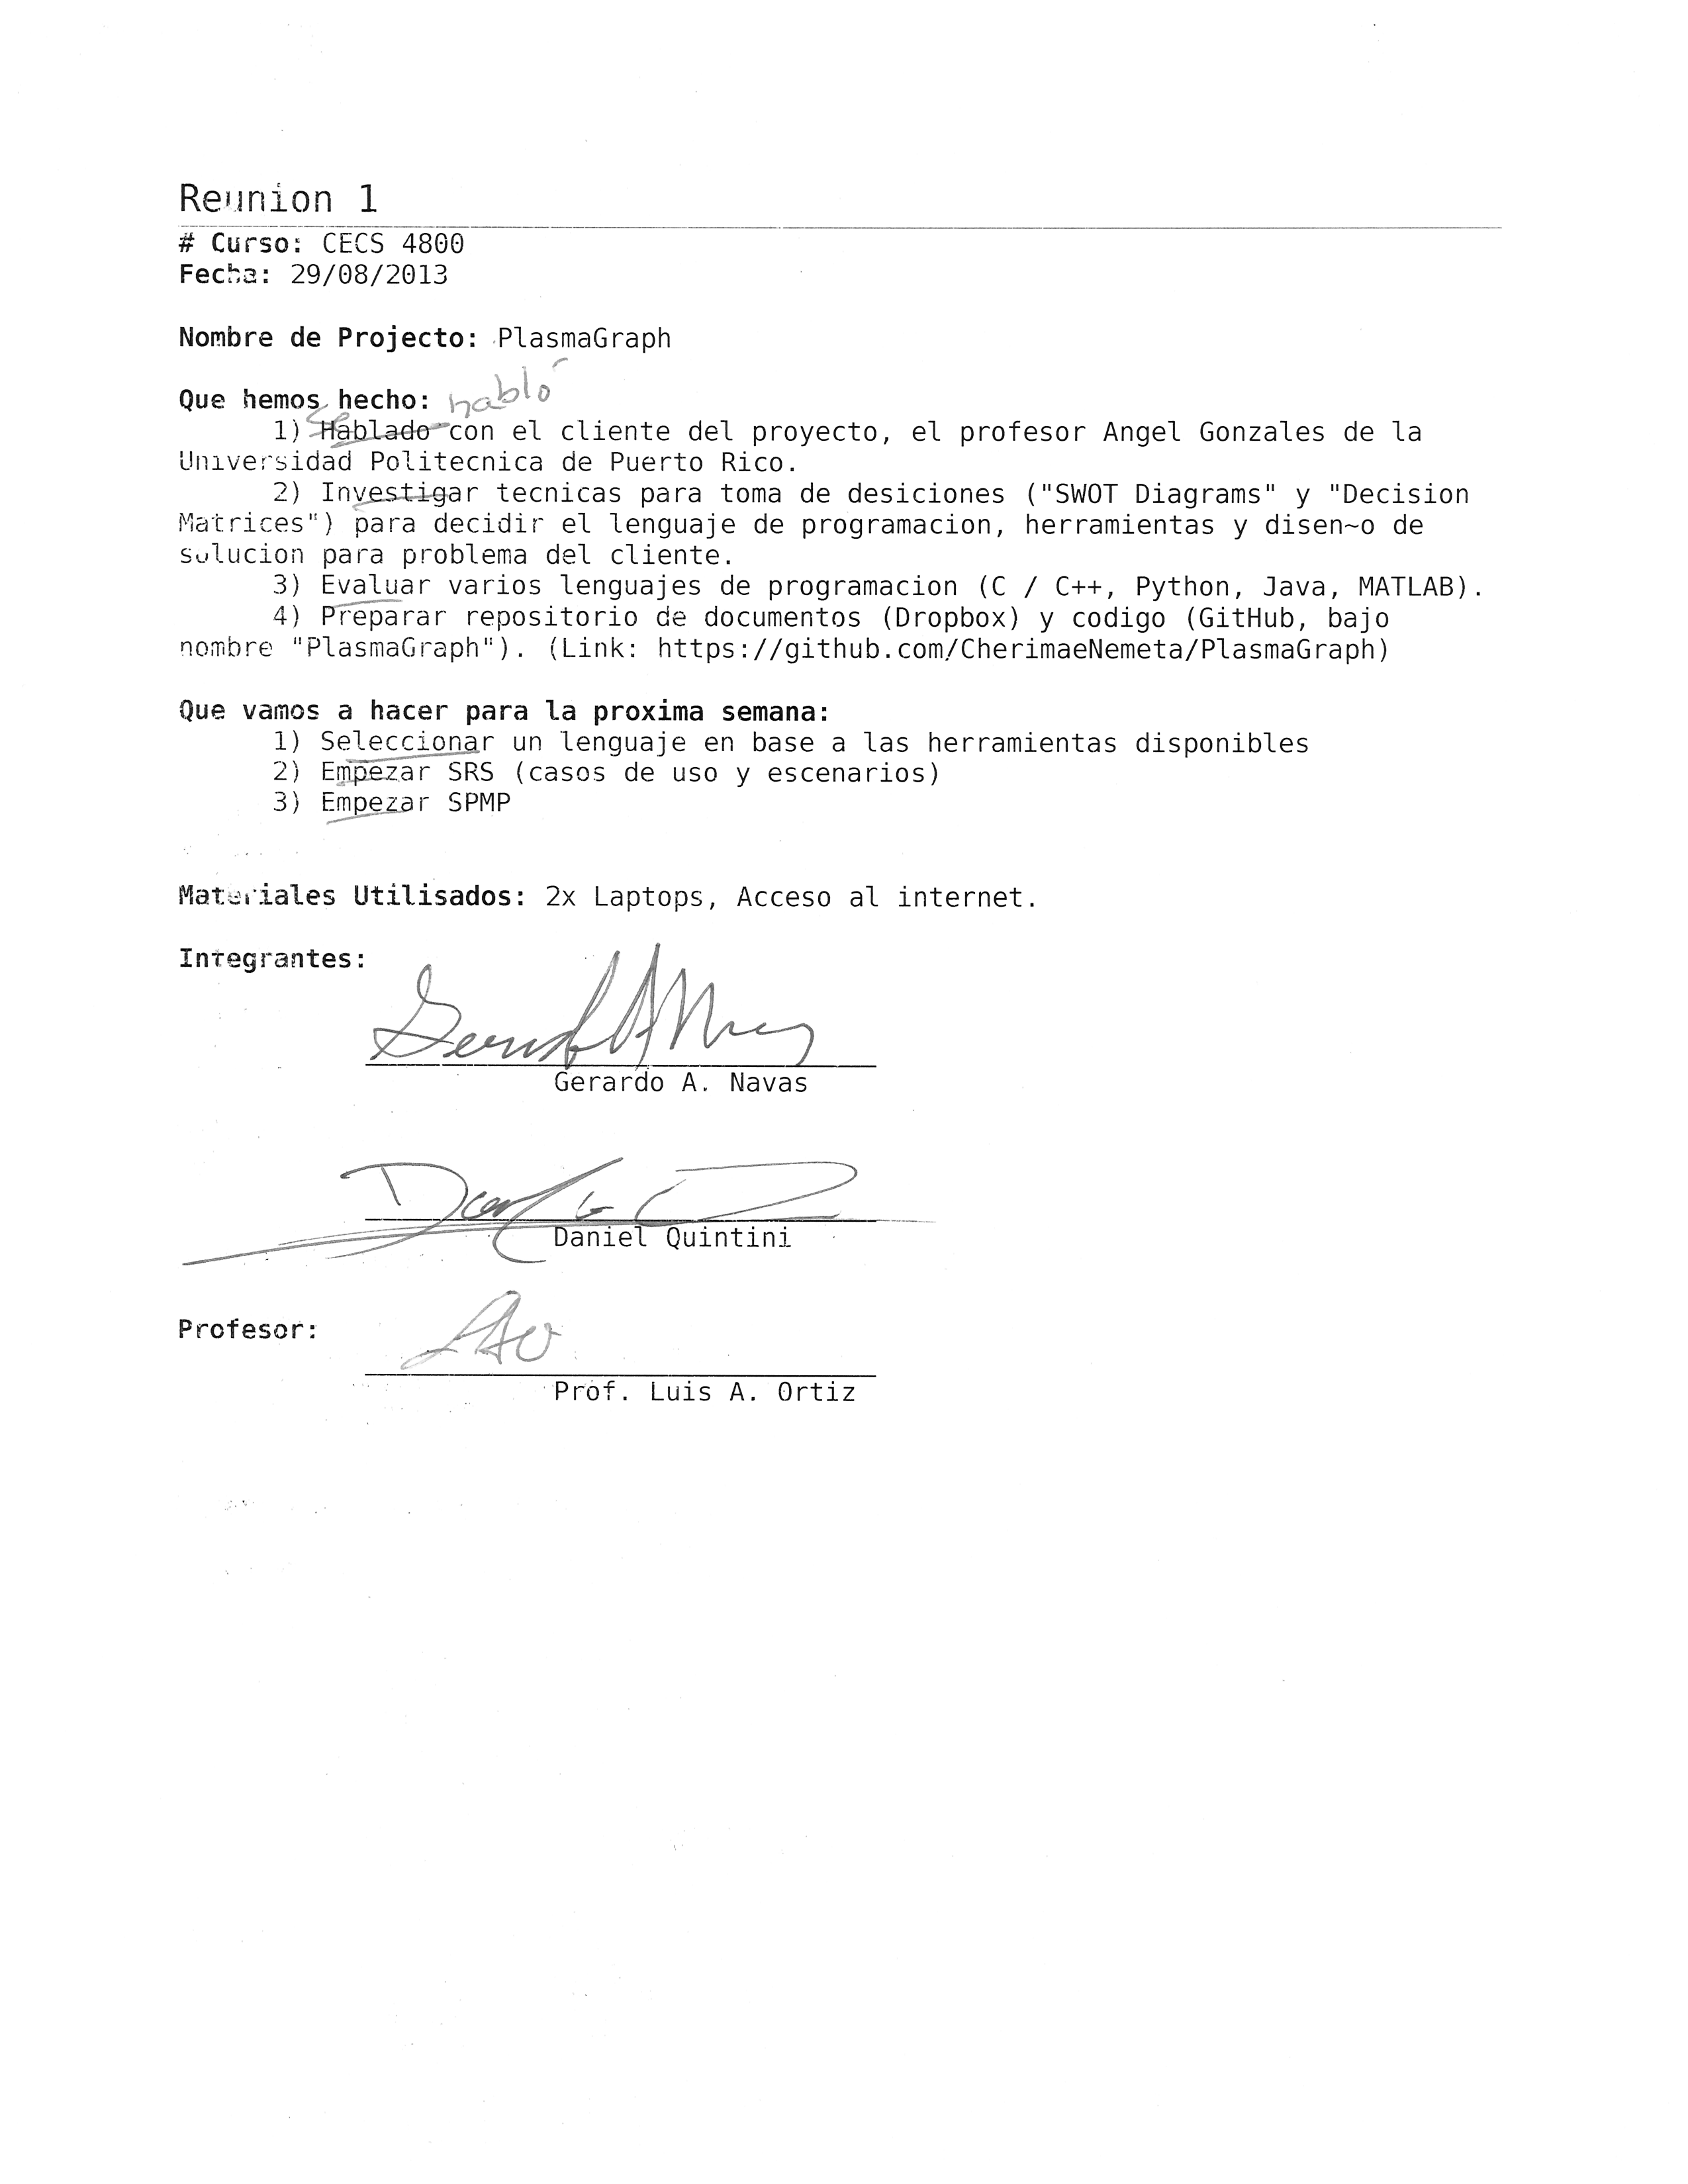 Reunion 1
# Curso: CECS 4800
Fecha: 29/08/2013
Nombre de Projecto: PlasmaGraph
Que hemos hecho: habló
se
1) Hablado con el cliente del proyecto, el profesor Angel Gonzales de la
Universidad Politecnica de Puerto Rico.
2) Investigar tecnicas para toma de desiciones ("SWOT Diagrams" y "Decision
Matrices") para decidir el lenguaje de programacion, herramientas y disen~o de
solucion para problema del cliente.
3) Evaluar varios lenguajes de programacion (C / C++, Python, Java, MATLAB).
4) Preparar repositorio de documentos (Dropbox) y codigo (GitHub, bajo
nombre "PlasmaGraph"). (Link: https://github.com/CherimaeNemeta/PlasmaGraph)
Que vamos a hacer para la proxima semana:
1) Seleccionar un lenguaje en base a las herramientas disponibles
2) Empezar SRS (casos de uso y escenarios)
3) Empezar SPMP
Materiales Utilisados: 2x Laptops, Acceso al internet.
Integrantes:
Gerardo A. Navas
Daniel Quintini
Profesor:
Prof. Luis A. Ortiz